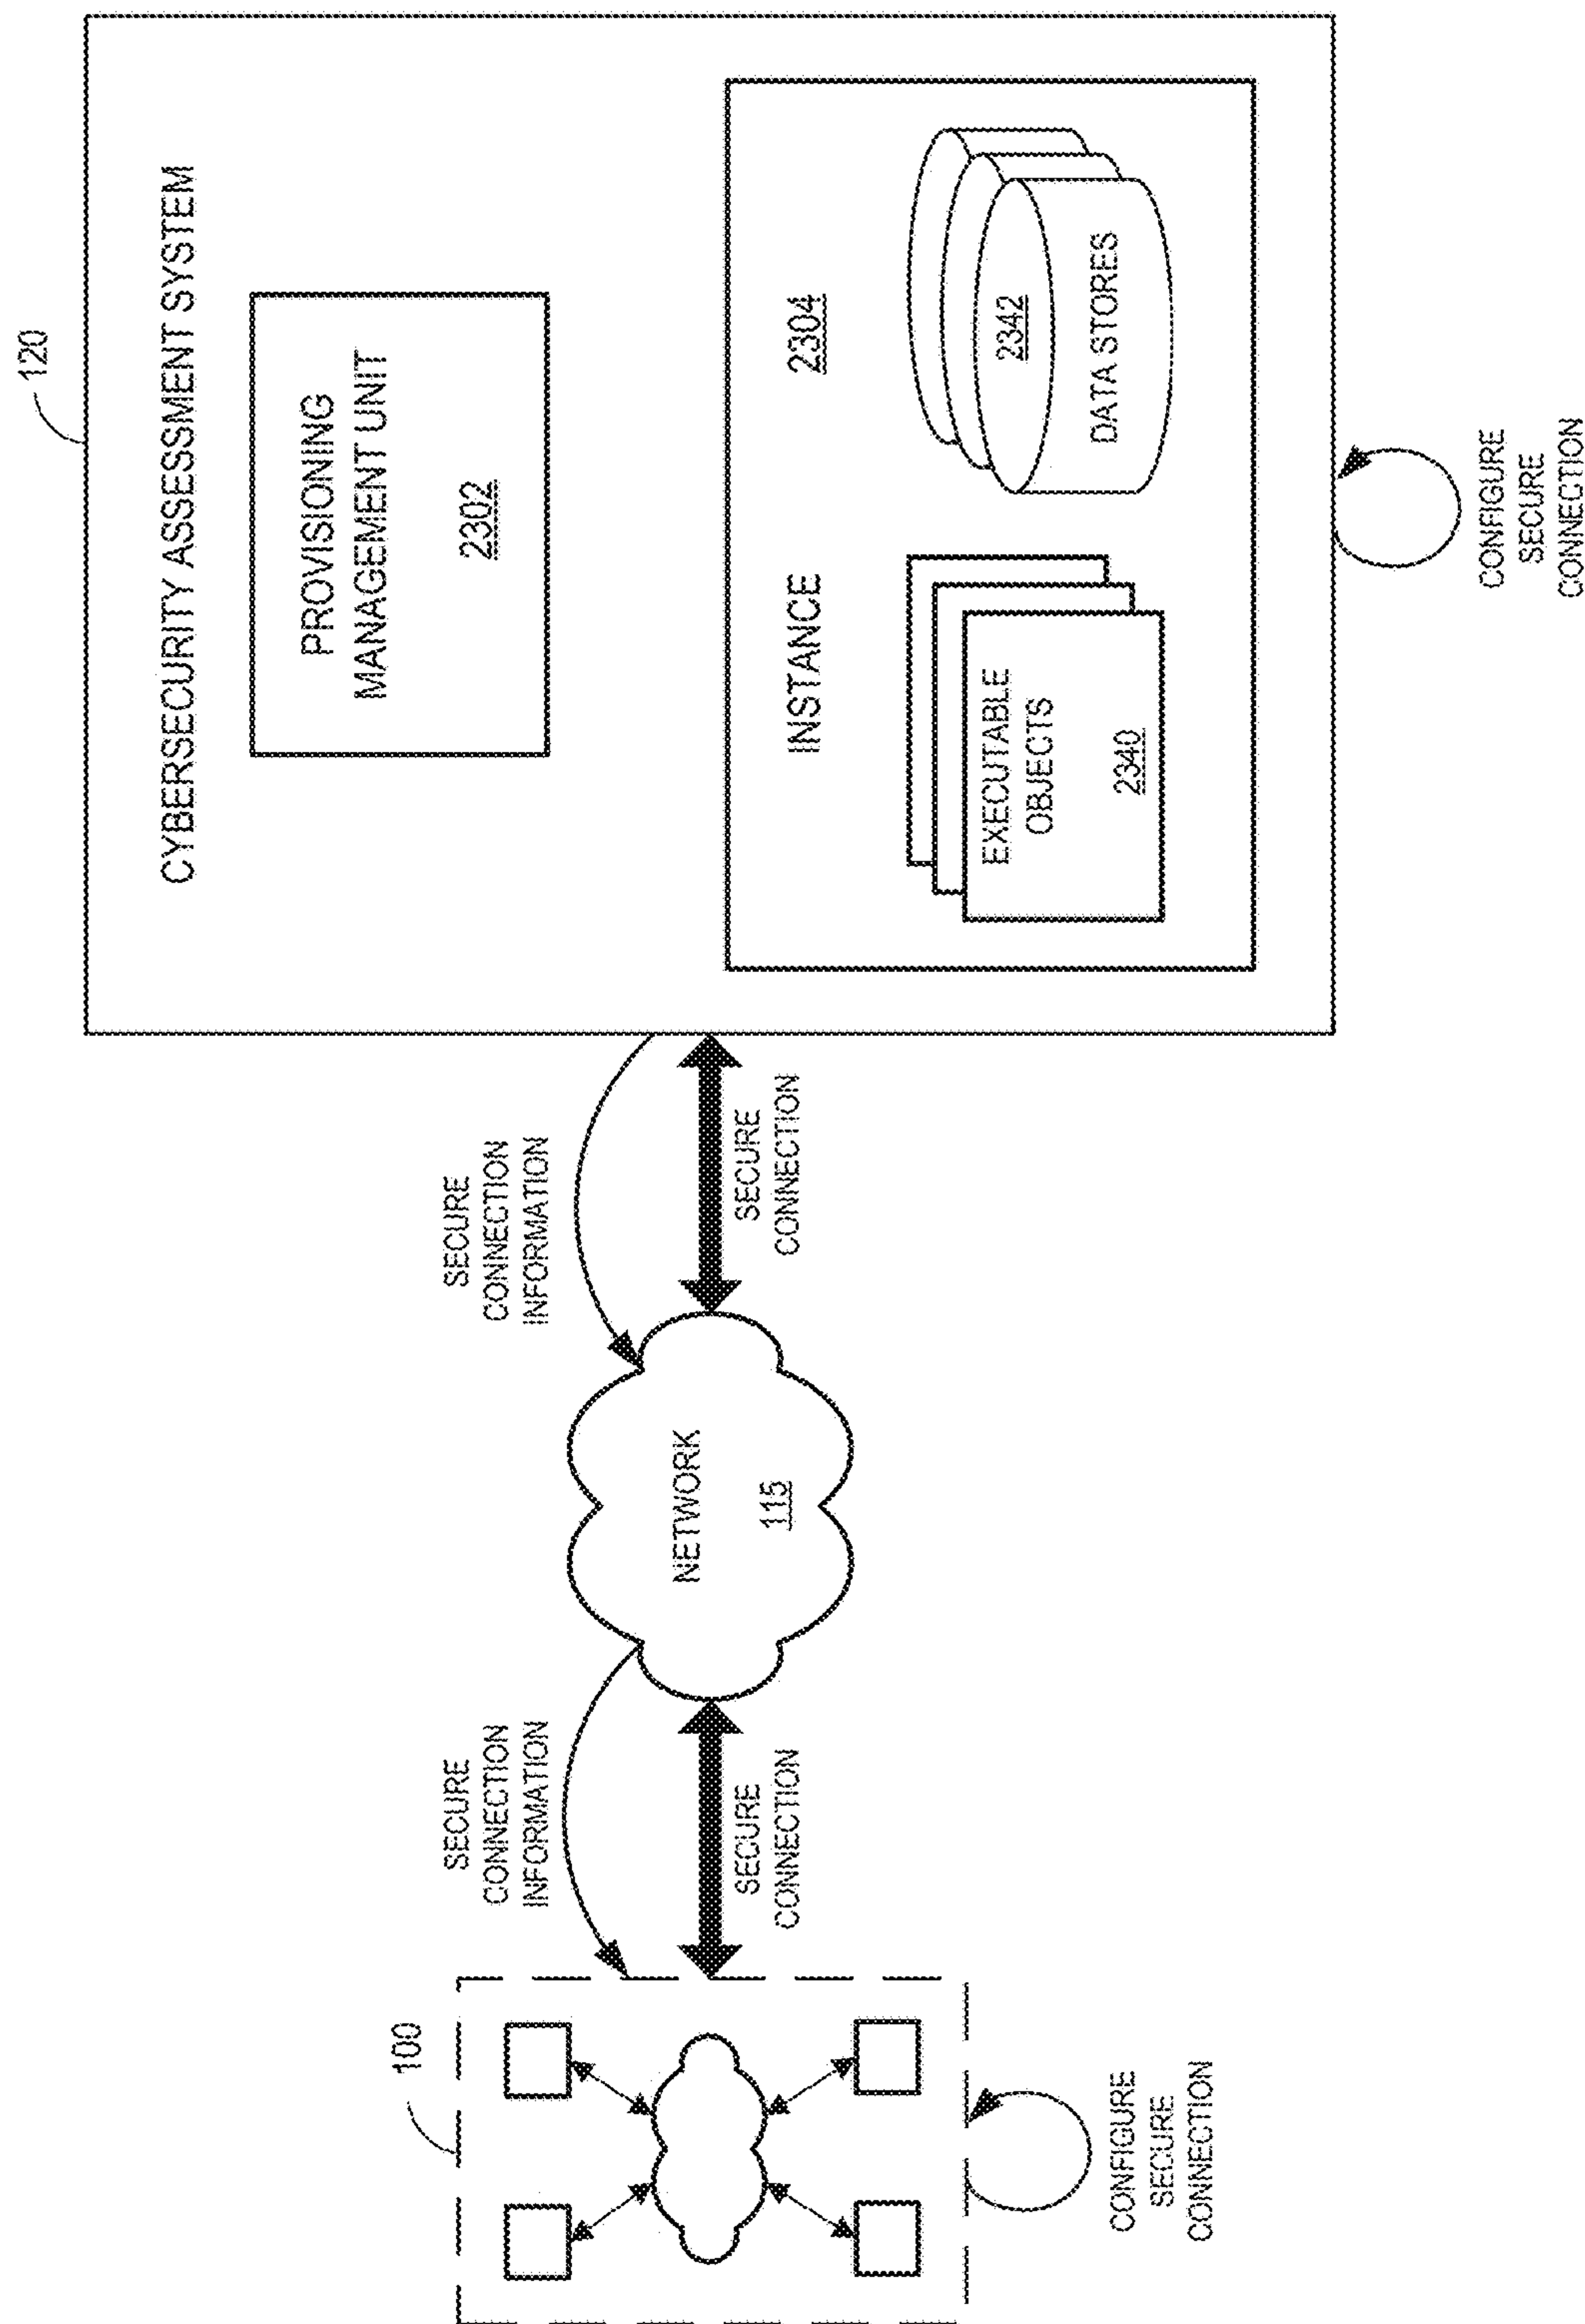 120
CYBERSECURITY ASSESSMENT SYSTEM
PROVISIONING
MANAGEMENT UNIT
2302
INSTANCE
2304
EXECUTABLE
OBJECTS
2340
2342
DATA STORES
CONFIGURE
SECURE
CONNECTION
SECURE
CONNECTION
INFORMATION
SECURE
CONNECTION
NETWORK
115
SECURE
CONNECTION
INFORMATION
SECURE
CONNECTION
100
CONFIGURE
SECURE
CONNECTION